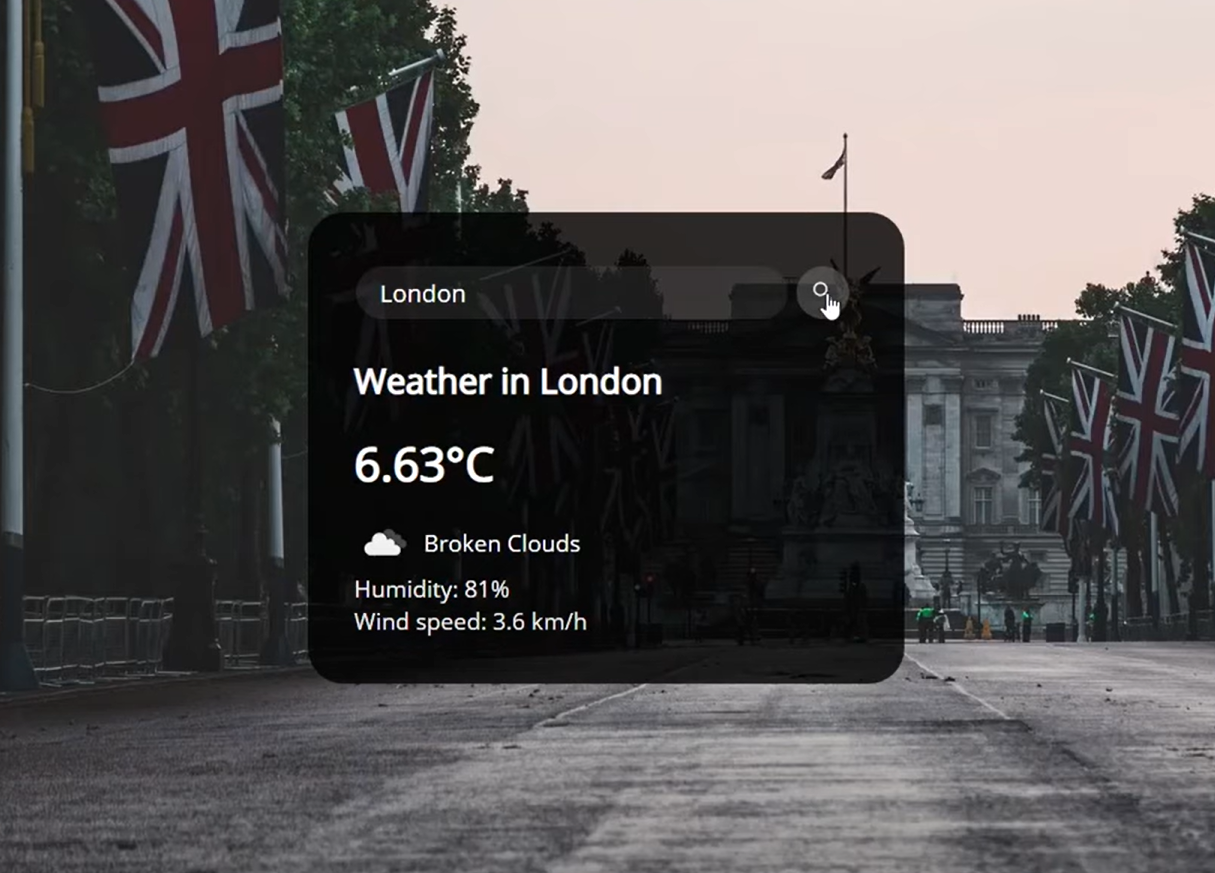 London
Weather in London
6.63°C
Broken Clouds
Humidity: 81%
Wind speed: 3.6 km/h